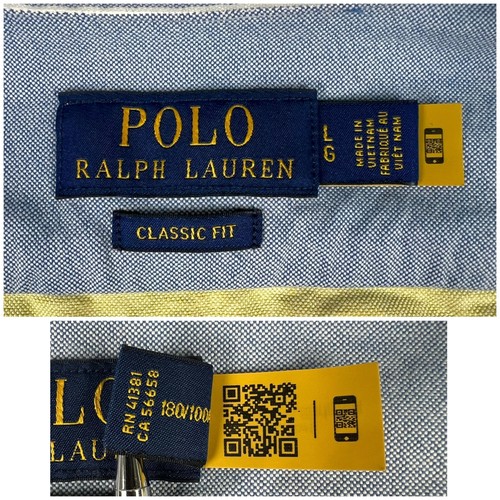 POLO
RALPH LAUREN
L
G
MADE IN
VIETNAM
FABRIQUÉ AU
VIÊT NAM
CLASSIC FIT
RN 41381
CA 56658
180/100A
LO
LAU